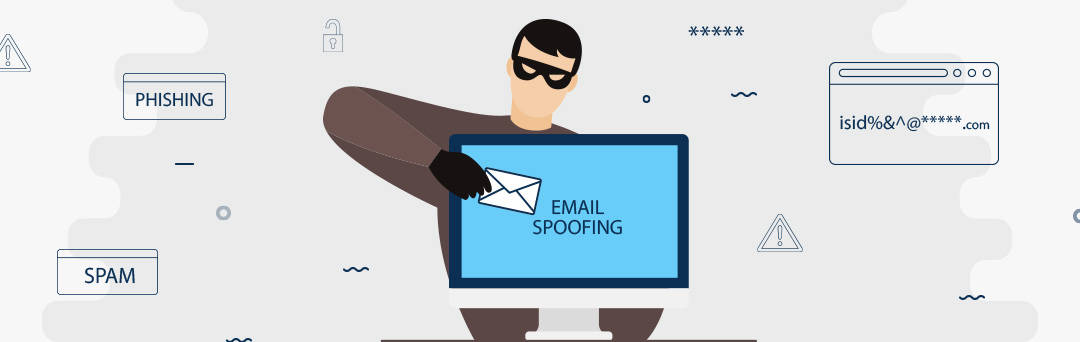 *****
PHISHING
isid%&^@*****.com
EMAIL
SPOOFING
SPAM